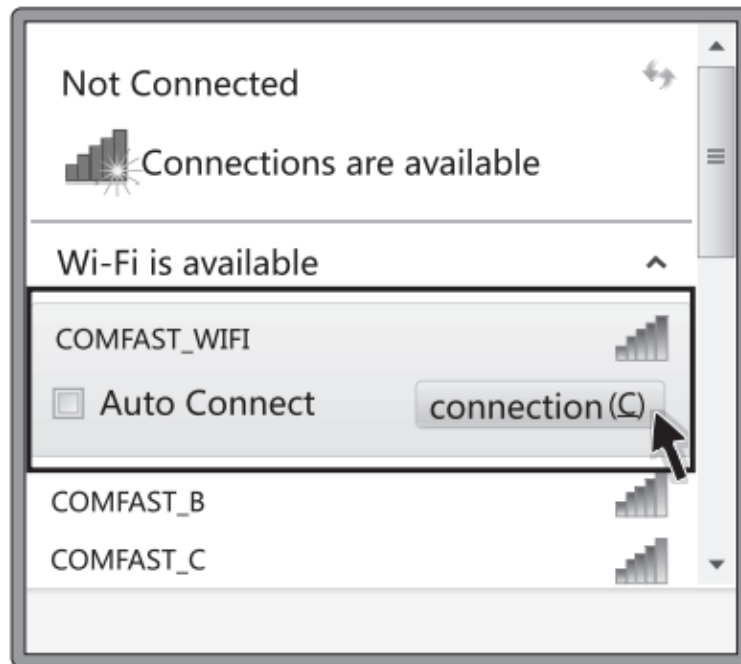 Not Connected
Connections are available
Wi-Fi is available
COMFAST_WIFI
Auto Connect
connection (C)
COMFAST_B
COMFAST_C